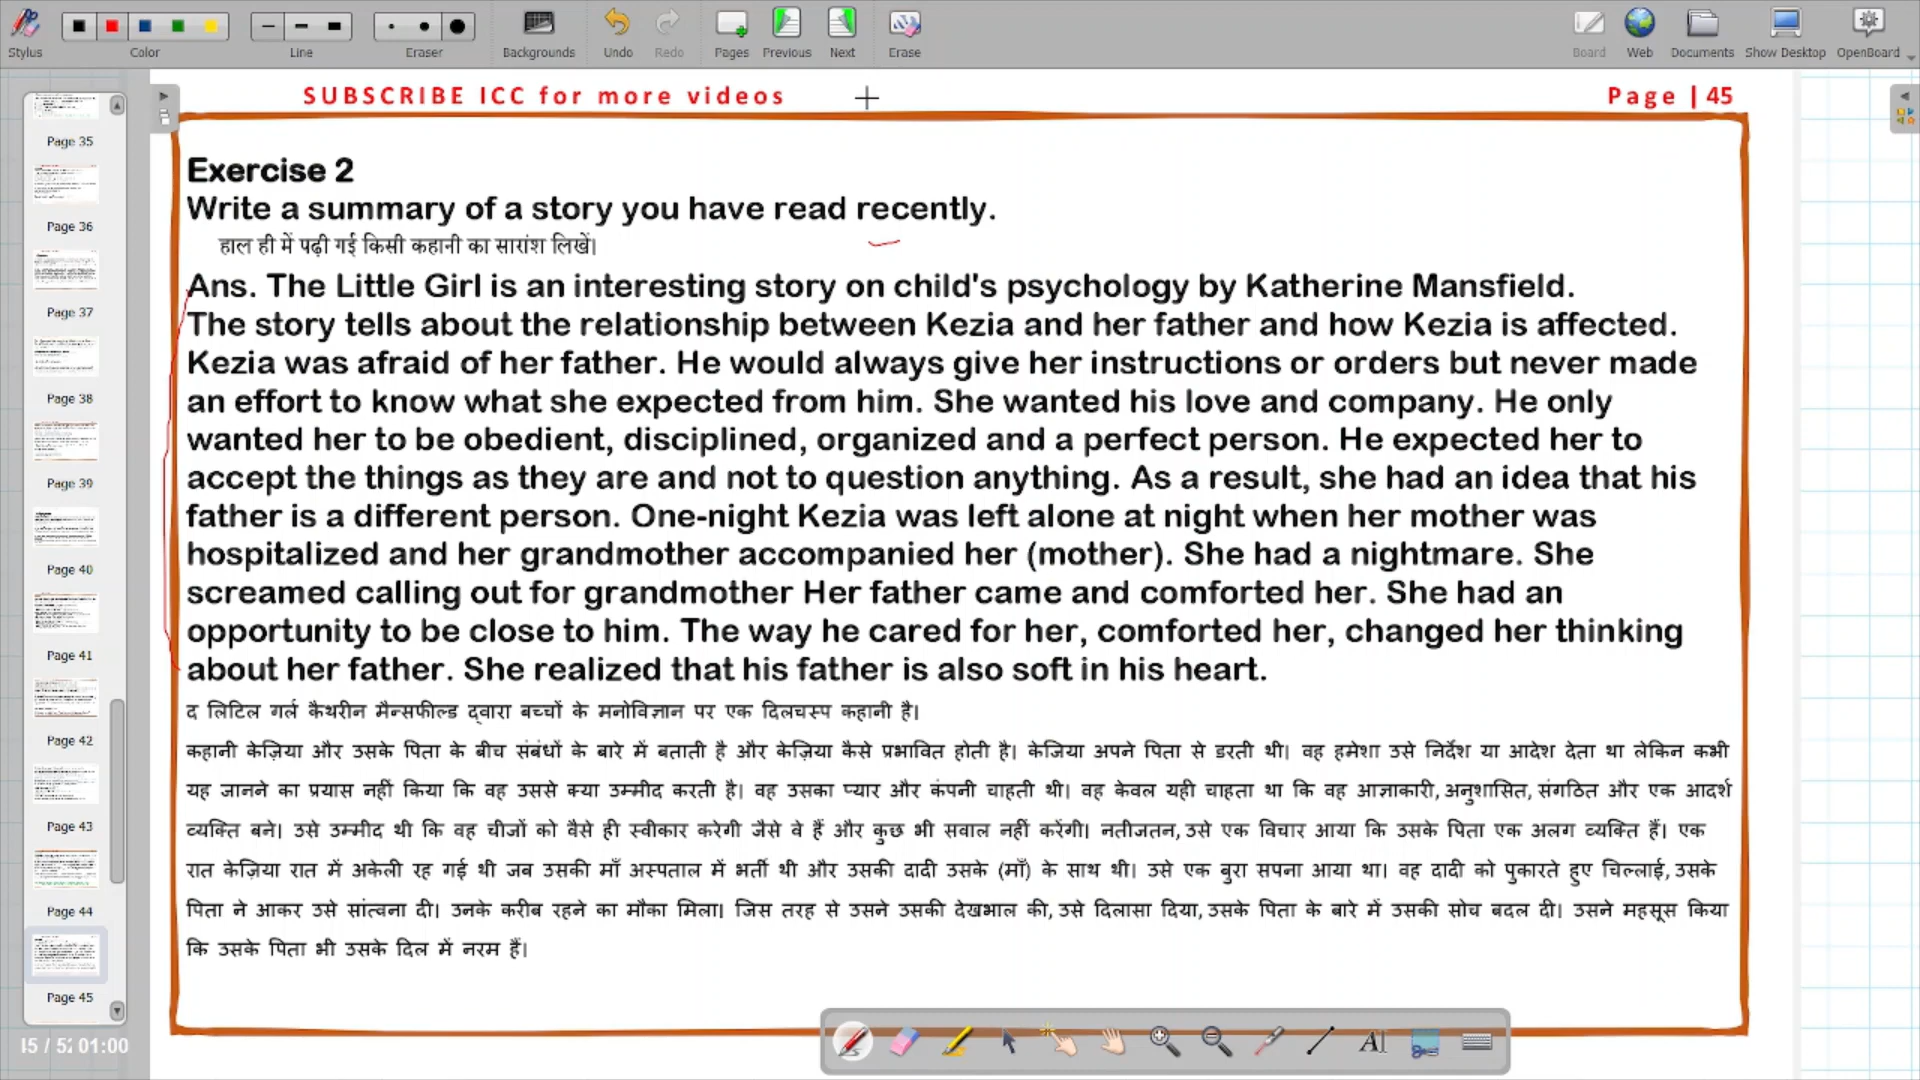 Stylus
Color
Line
Eraser
Backgrounds
Undo
Redo
Pages
Previous
Next
Erase
Board
Web
Documents
Show Desktop
OpenBoard
SUBSCRIBE ICC for more videos
Page | 45
Page 35
Page 36
Page 37
Page 38
Page 39
Page 40
Page 41
Page 42
Page 43
Page 44
Page 45
01:00
Exercise 2
Write a summary of a story you have read recently.
हाल ही में पढ़ी गई किसी कहानी का सारांश लिखें।
Ans. The Little Girl is an interesting story on child's psychology by Katherine Mansfield.
The story tells about the relationship between Kezia and her father and how Kezia is affected.
Kezia was afraid of her father. He would always give her instructions or orders but never made
an effort to know what she expected from him. She wanted his love and company. He only
wanted her to be obedient, disciplined, organized and a perfect person. He expected her to
accept the things as they are and not to question anything. As a result, she had an idea that his
father is a different person. One-night Kezia was left alone at night when her mother was
hospitalized and her grandmother accompanied her (mother). She had a nightmare. She
screamed calling out for grandmother Her father came and comforted her. She had an
opportunity to be close to him. The way he cared for her, comforted her, changed her thinking
about her father. She realized that his father is also soft in his heart.
द लिटिल गर्ल कैथरीन मैन्सफील्ड द्वारा बच्चों के मनोविज्ञान पर एक दिलचस्प कहानी है।
कहानी केज़िया और उसके पिता के बीच संबंधों के बारे में बताती है और केज़िया कैसे प्रभावित होती है। केजिया अपने पिता से डरती थी। वह हमेशा उसे निर्देश या आदेश देता था लेकिन कभी
यह जानने का प्रयास नहीं किया कि वह उससे क्या उम्मीद करती है। वह उसका प्यार और कंपनी चाहती थी। वह केवल यही चाहता था कि वह आज्ञाकारी, अनुशासित, संगठित और एक आदर्श
व्यक्ति बने। उसे उम्मीद थी कि वह चीजों को वैसे ही स्वीकार करेगी जैसे वे हैं और कुछ भी सवाल नहीं करेंगी। नतीजतन, उसे एक विचार आया कि उसके पिता एक अलग व्यक्ति हैं। एक
रात केज़िया रात में अकेली रह गई थी जब उसकी माँ अस्पताल में भर्ती थी और उसकी दादी उसके (माँ) के साथ थी। उसे एक बुरा सपना आया था। वह दादी को पुकारते हुए चिल्लाई, उसके
पिता ने आकर उसे सांत्वना दी। उनके करीब रहने का मौका मिला। जिस तरह से उसने उसकी देखभाल की, उसे दिलासा दिया, उसके पिता के बारे में उसकी सोच बदल दी। उसने महसूस किया
कि उसके पिता भी उसके दिल में नरम हैं।